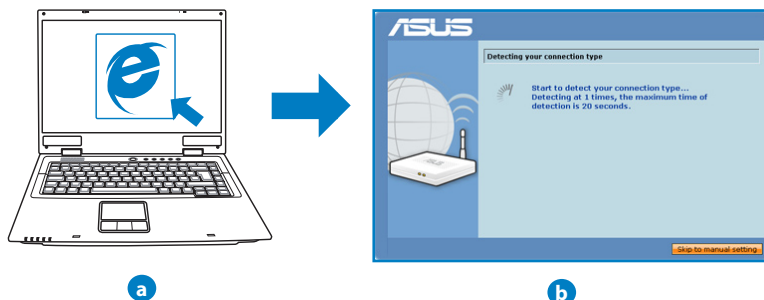 ASUS
Detecting your connection type
Start to detect your connection type...
Detecting at 1 times, the maximum time of
detection is 20 seconds.
Skip to manual setting
a
b